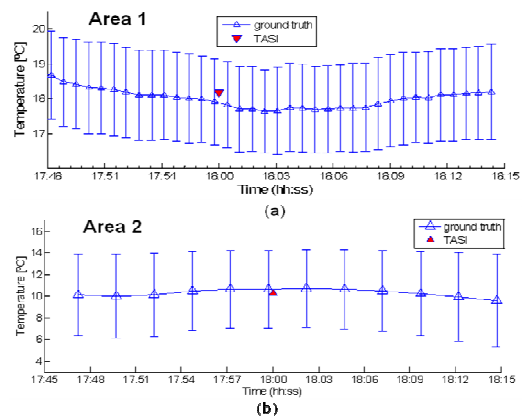 Area 1
ground truth
TASI
Temperature [ºC]
20
19
18
17
17:46 17:51 17:54 18:00 18.03 18:06 18:09 18:12 18:15
Time (hh:ss)
(a)
Area 2
ground truth
TASI
Temperature [ºC]
16
14
12
10
8
6
4
17:45 17:48 17:51 17:54 17:57 18:00 18.03 18:06 18:09 18:12 18:15
Time (hh:ss)
(b)